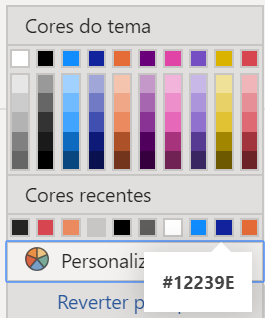 Cores do tema
Cores recentes
Personaliz
#12239E
Reverter p